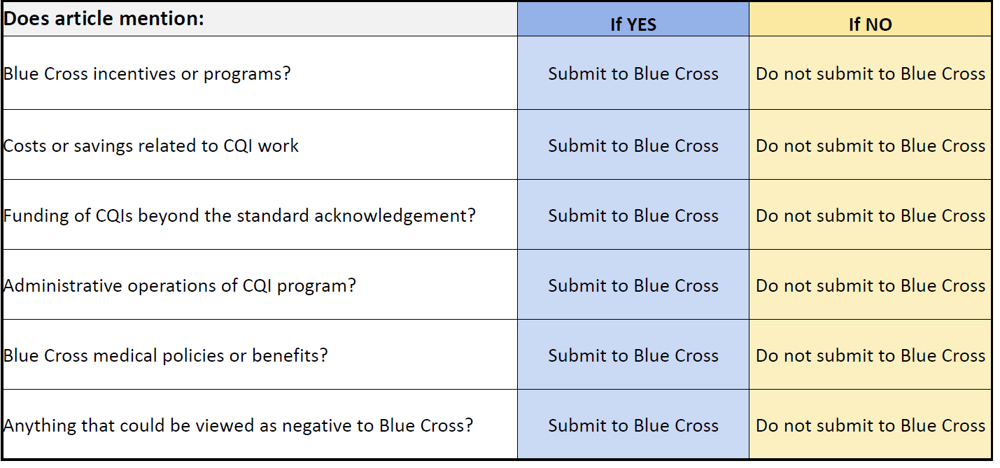 Does article mention: If YES If NO
Blue Cross incentives or programs? Submit to Blue Cross Do not submit to Blue Cross
Costs or savings related to CQI work Submit to Blue Cross Do not submit to Blue Cross
Funding of CQIs beyond the standard acknowledgement? Submit to Blue Cross Do not submit to Blue Cross
Administrative operations of CQI program? Submit to Blue Cross Do not submit to Blue Cross
Blue Cross medical policies or benefits? Submit to Blue Cross Do not submit to Blue Cross
Anything that could be viewed as negative to Blue Cross? Submit to Blue Cross Do not submit to Blue Cross